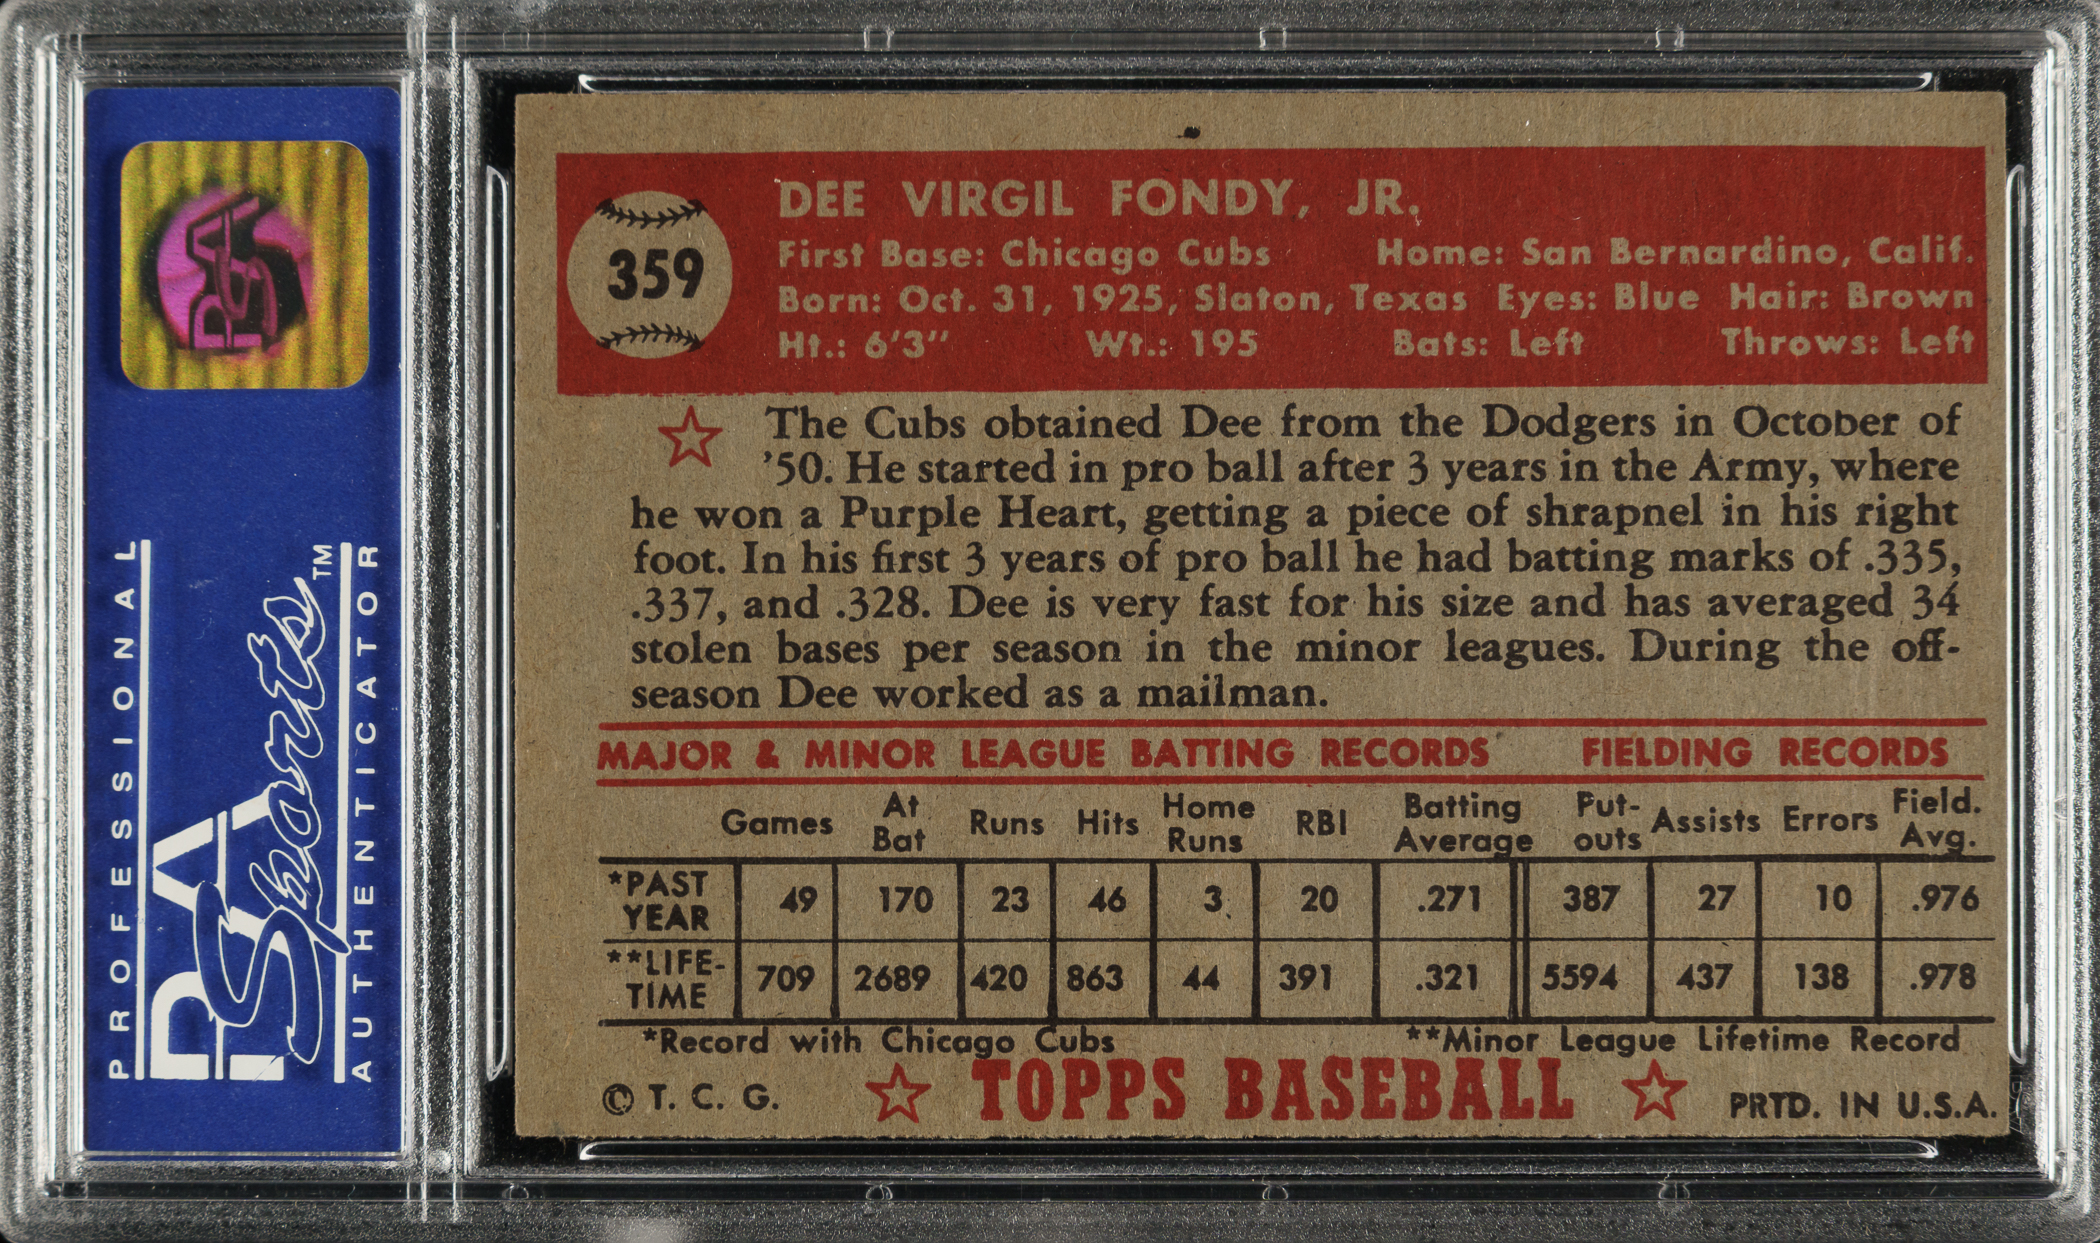 PROFESSIONAL
PSA
Sports™
AUTHENTICATOR
PSA
359
DEE VIRGIL FONDY, JR.
First Base: Chicago Cubs Home: San Bernardino, Calif.
Born: Oct. 31, 1925, Slaton, Texas Eyes: Blue Hair: Brown
Ht.: 6'3" Wt.: 195 Bats: Left Throws: Left
The Cubs obtained Dee from the Dodgers in October of
'50. He started in pro ball after 3 years in the Army, where
he won a Purple Heart, getting a piece of shrapnel in his right
foot. In his first 3 years of pro ball he had batting marks of .335,
.337, and .328. Dee is very fast for his size and has averaged 34
stolen bases per season in the minor leagues. During the off-
season Dee worked as a mailman.
MAJOR & MINOR LEAGUE BATTING RECORDS FIELDING RECORDS
Games At Bat Runs Hits Home Runs RBI Batting Average Put-outs Assists Errors Field. Avg.
*PAST YEAR 49 170 23 46 3 20 .271 387 27 10 .976
**LIFE-TIME 709 2689 420 863 44 391 .321 5594 437 138 .978
*Record with Chicago Cubs **Minor League Lifetime Record
© T. C. G. TOPPS BASEBALL PRTD. IN U.S.A.